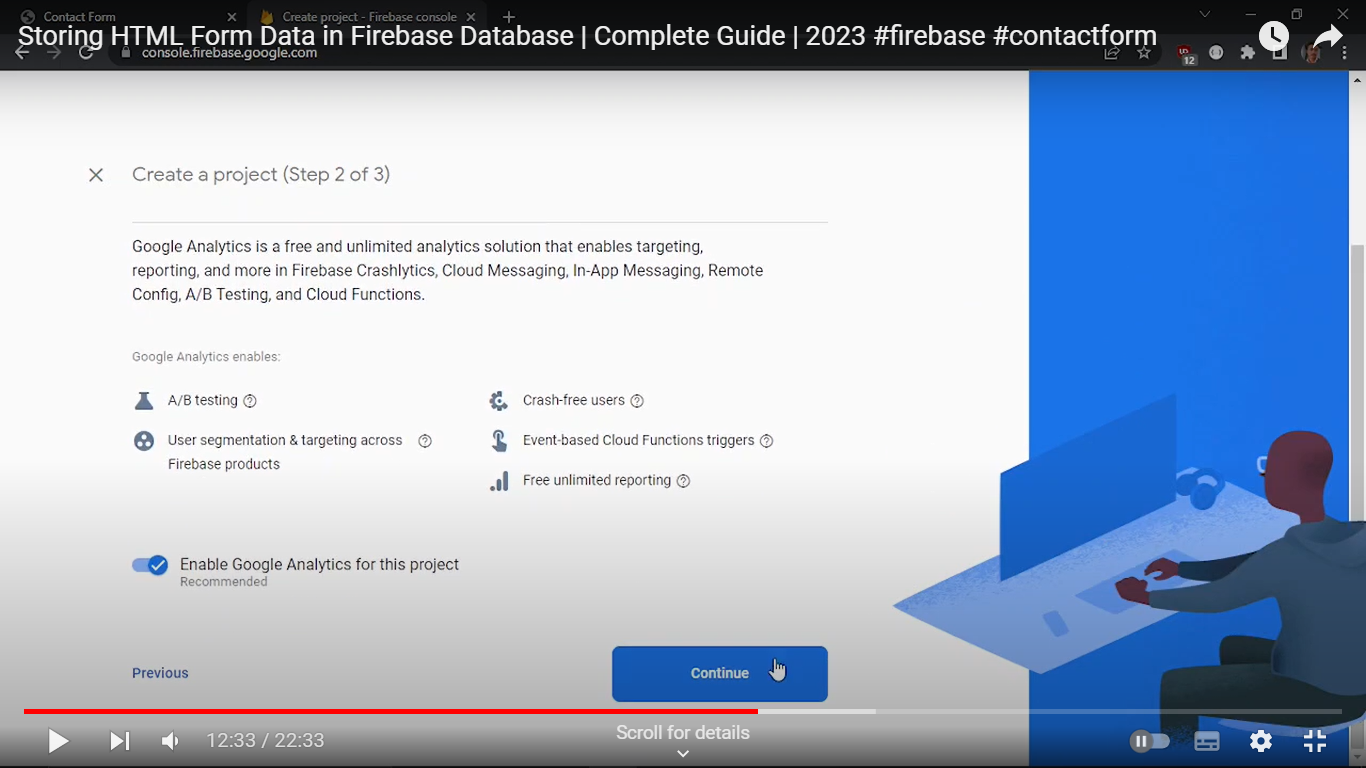 Contact Form
Create project - Firebase console
Storing HTML Form Data in Firebase Database | Complete Guide | 2023 #firebase #contactform
console.firebase.google.com
12
Create a project (Step 2 of 3)
Google Analytics is a free and unlimited analytics solution that enables targeting,
reporting, and more in Firebase Crashlytics, Cloud Messaging, In-App Messaging, Remote
Config, A/B Testing, and Cloud Functions.
Google Analytics enables:
A/B testing
Crash-free users
User segmentation & targeting across
Firebase products
Event-based Cloud Functions triggers
Free unlimited reporting
Enable Google Analytics for this project
Recommended
Previous
Continue
12:33 / 22:33
Scroll for details